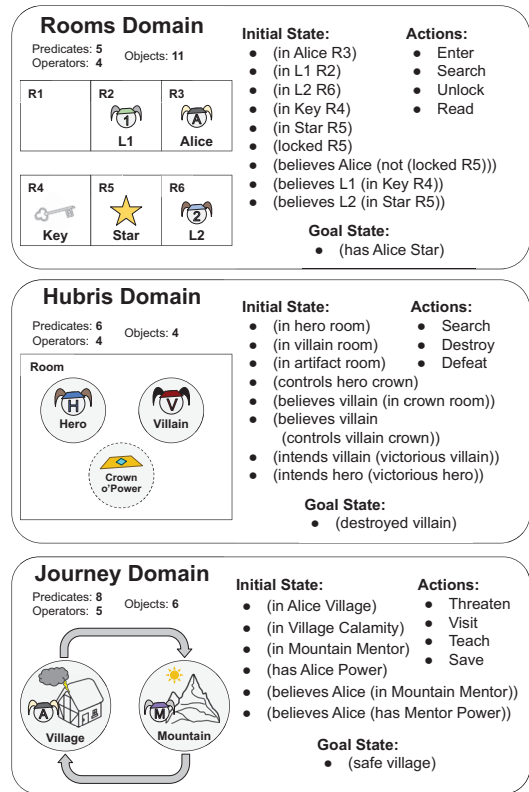 Rooms Domain
Predicates: 5
Operators: 4
Objects: 11
R1
R2
R3
1
A
L1
Alice
R4
R5
R6
2
Key
Star
L2
Initial State:
● (in Alice R3)
● (in L1 R2)
● (in L2 R6)
● (in Key R4)
● (in Star R5)
● (locked R5)
● (believes Alice (not (locked R5)))
● (believes L1 (in Key R4))
● (believes L2 (in Star R5))
Actions:
● Enter
● Search
● Unlock
● Read
Goal State:
● (has Alice Star)
Hubris Domain
Predicates: 6
Operators: 4
Objects: 4
Room
H
V
Hero
Villain
Crown
o'Power
Initial State:
● (in hero room)
● (in villain room)
● (in artifact room)
● (controls hero crown)
● (believes villain (in crown room))
● (believes villain
(controls villain crown))
● (intends villain (victorious villain))
● (intends hero (victorious hero))
Actions:
● Search
● Destroy
● Defeat
Goal State:
● (destroyed villain)
Journey Domain
Predicates: 8
Operators: 5
Objects: 6
A
M
Village
Mountain
Initial State:
● (in Alice Village)
● (in Village Calamity)
● (in Mountain Mentor)
● (has Alice Power)
● (believes Alice (in Mountain Mentor))
● (believes Alice (has Mentor Power))
Actions:
● Threaten
● Visit
● Teach
● Save
Goal State:
● (safe village)